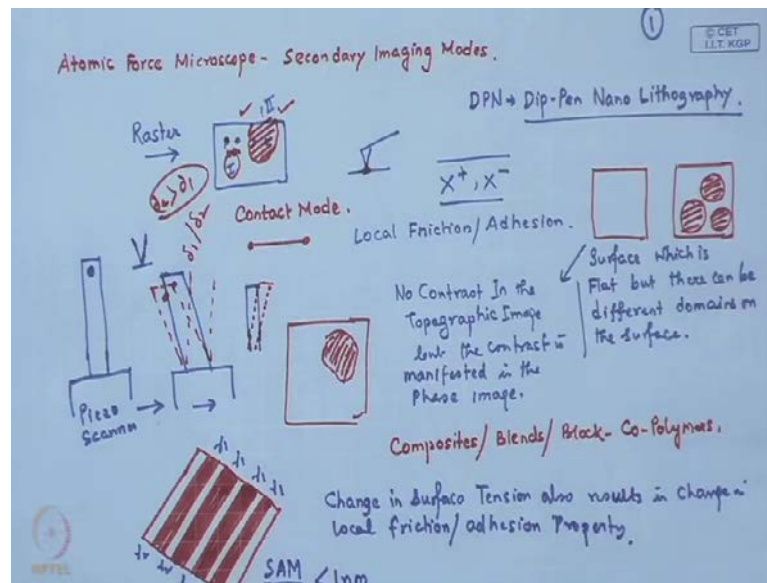 1
© CET
I.I.T. KGP
Atomic Force Microscope - Secondary Imaging Modes.
DPN → Dip-Pen Nano Lithography.
Raster
II
I
X+, X-
Contact Mode.
Local Friction/Adhesion.
Surface which is
Flat but there can be
different domains on
the surface.
No Contrast In the
Topographic Image
but the contrast is
manifested in the
Phase image.
Piezo
Scanner
Composites/Blends/Block-Co-Polymers.
Change in Surface Tension also results in change in
Local friction/adhesion Property.
SAM < 1nm
NPTEL